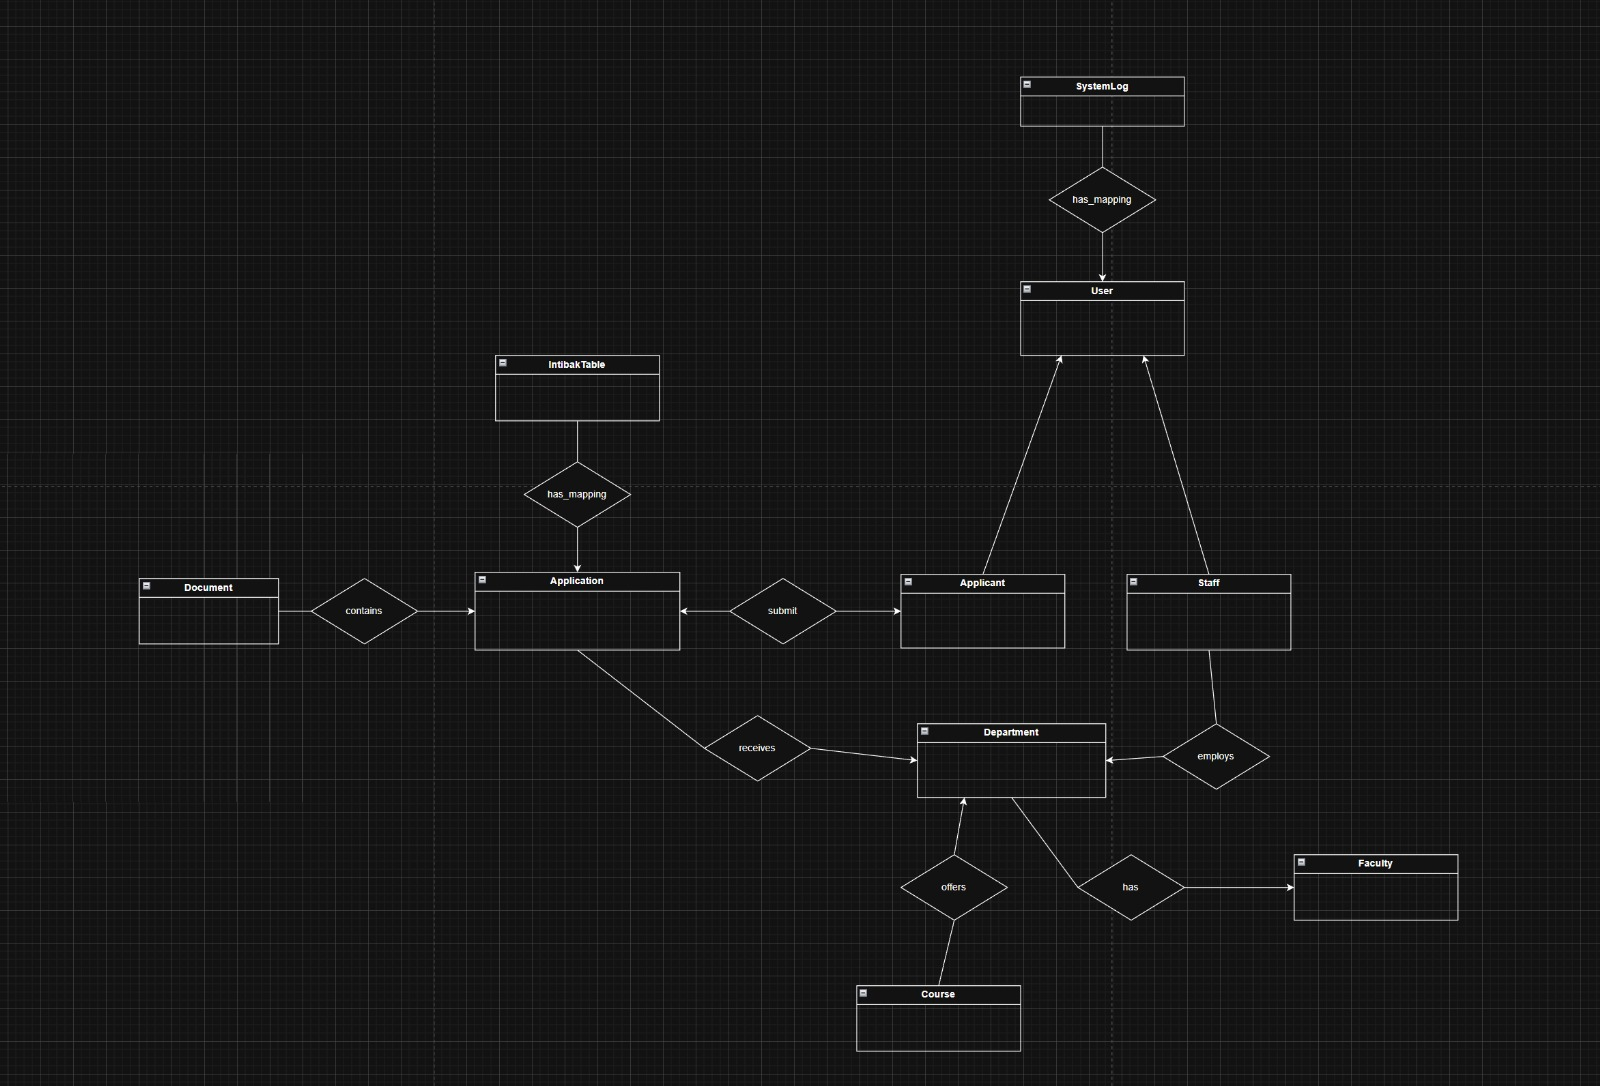 SystemLog
has_mapping
User
IntibakTable
has_mapping
Document
contains
Application
submit
Applicant
Staff
receives
Department
employs
offers
has
Faculty
Course